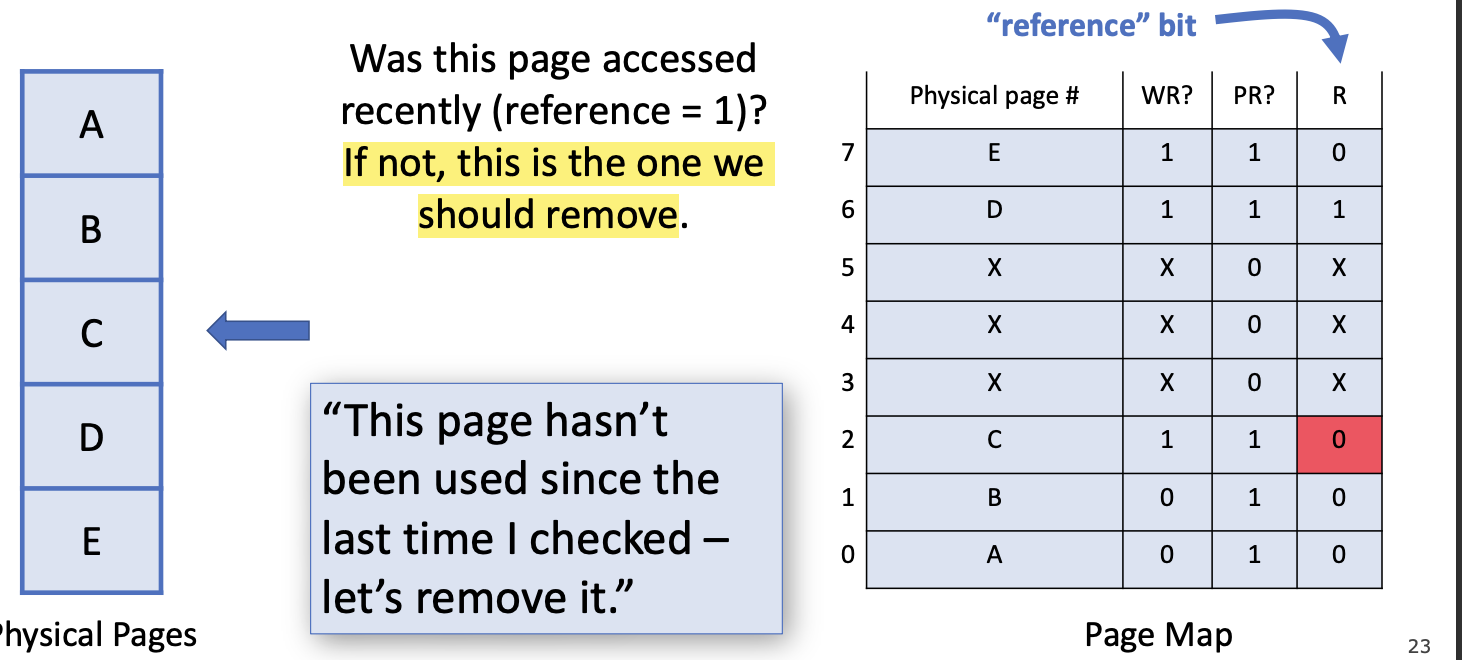 A
B
C
D
E
Physical Pages
Was this page accessed
recently (reference = 1)?
If not, this is the one we
should remove.
“This page hasn’t
been used since the
last time I checked –
let’s remove it.”
“reference” bit
Physical page # WR? PR? R
7 E 1 1 0
6 D 1 1 1
5 X X 0 X
4 X X 0 X
3 X X 0 X
2 C 1 1 0
1 B 0 1 0
0 A 0 1 0
Page Map
23